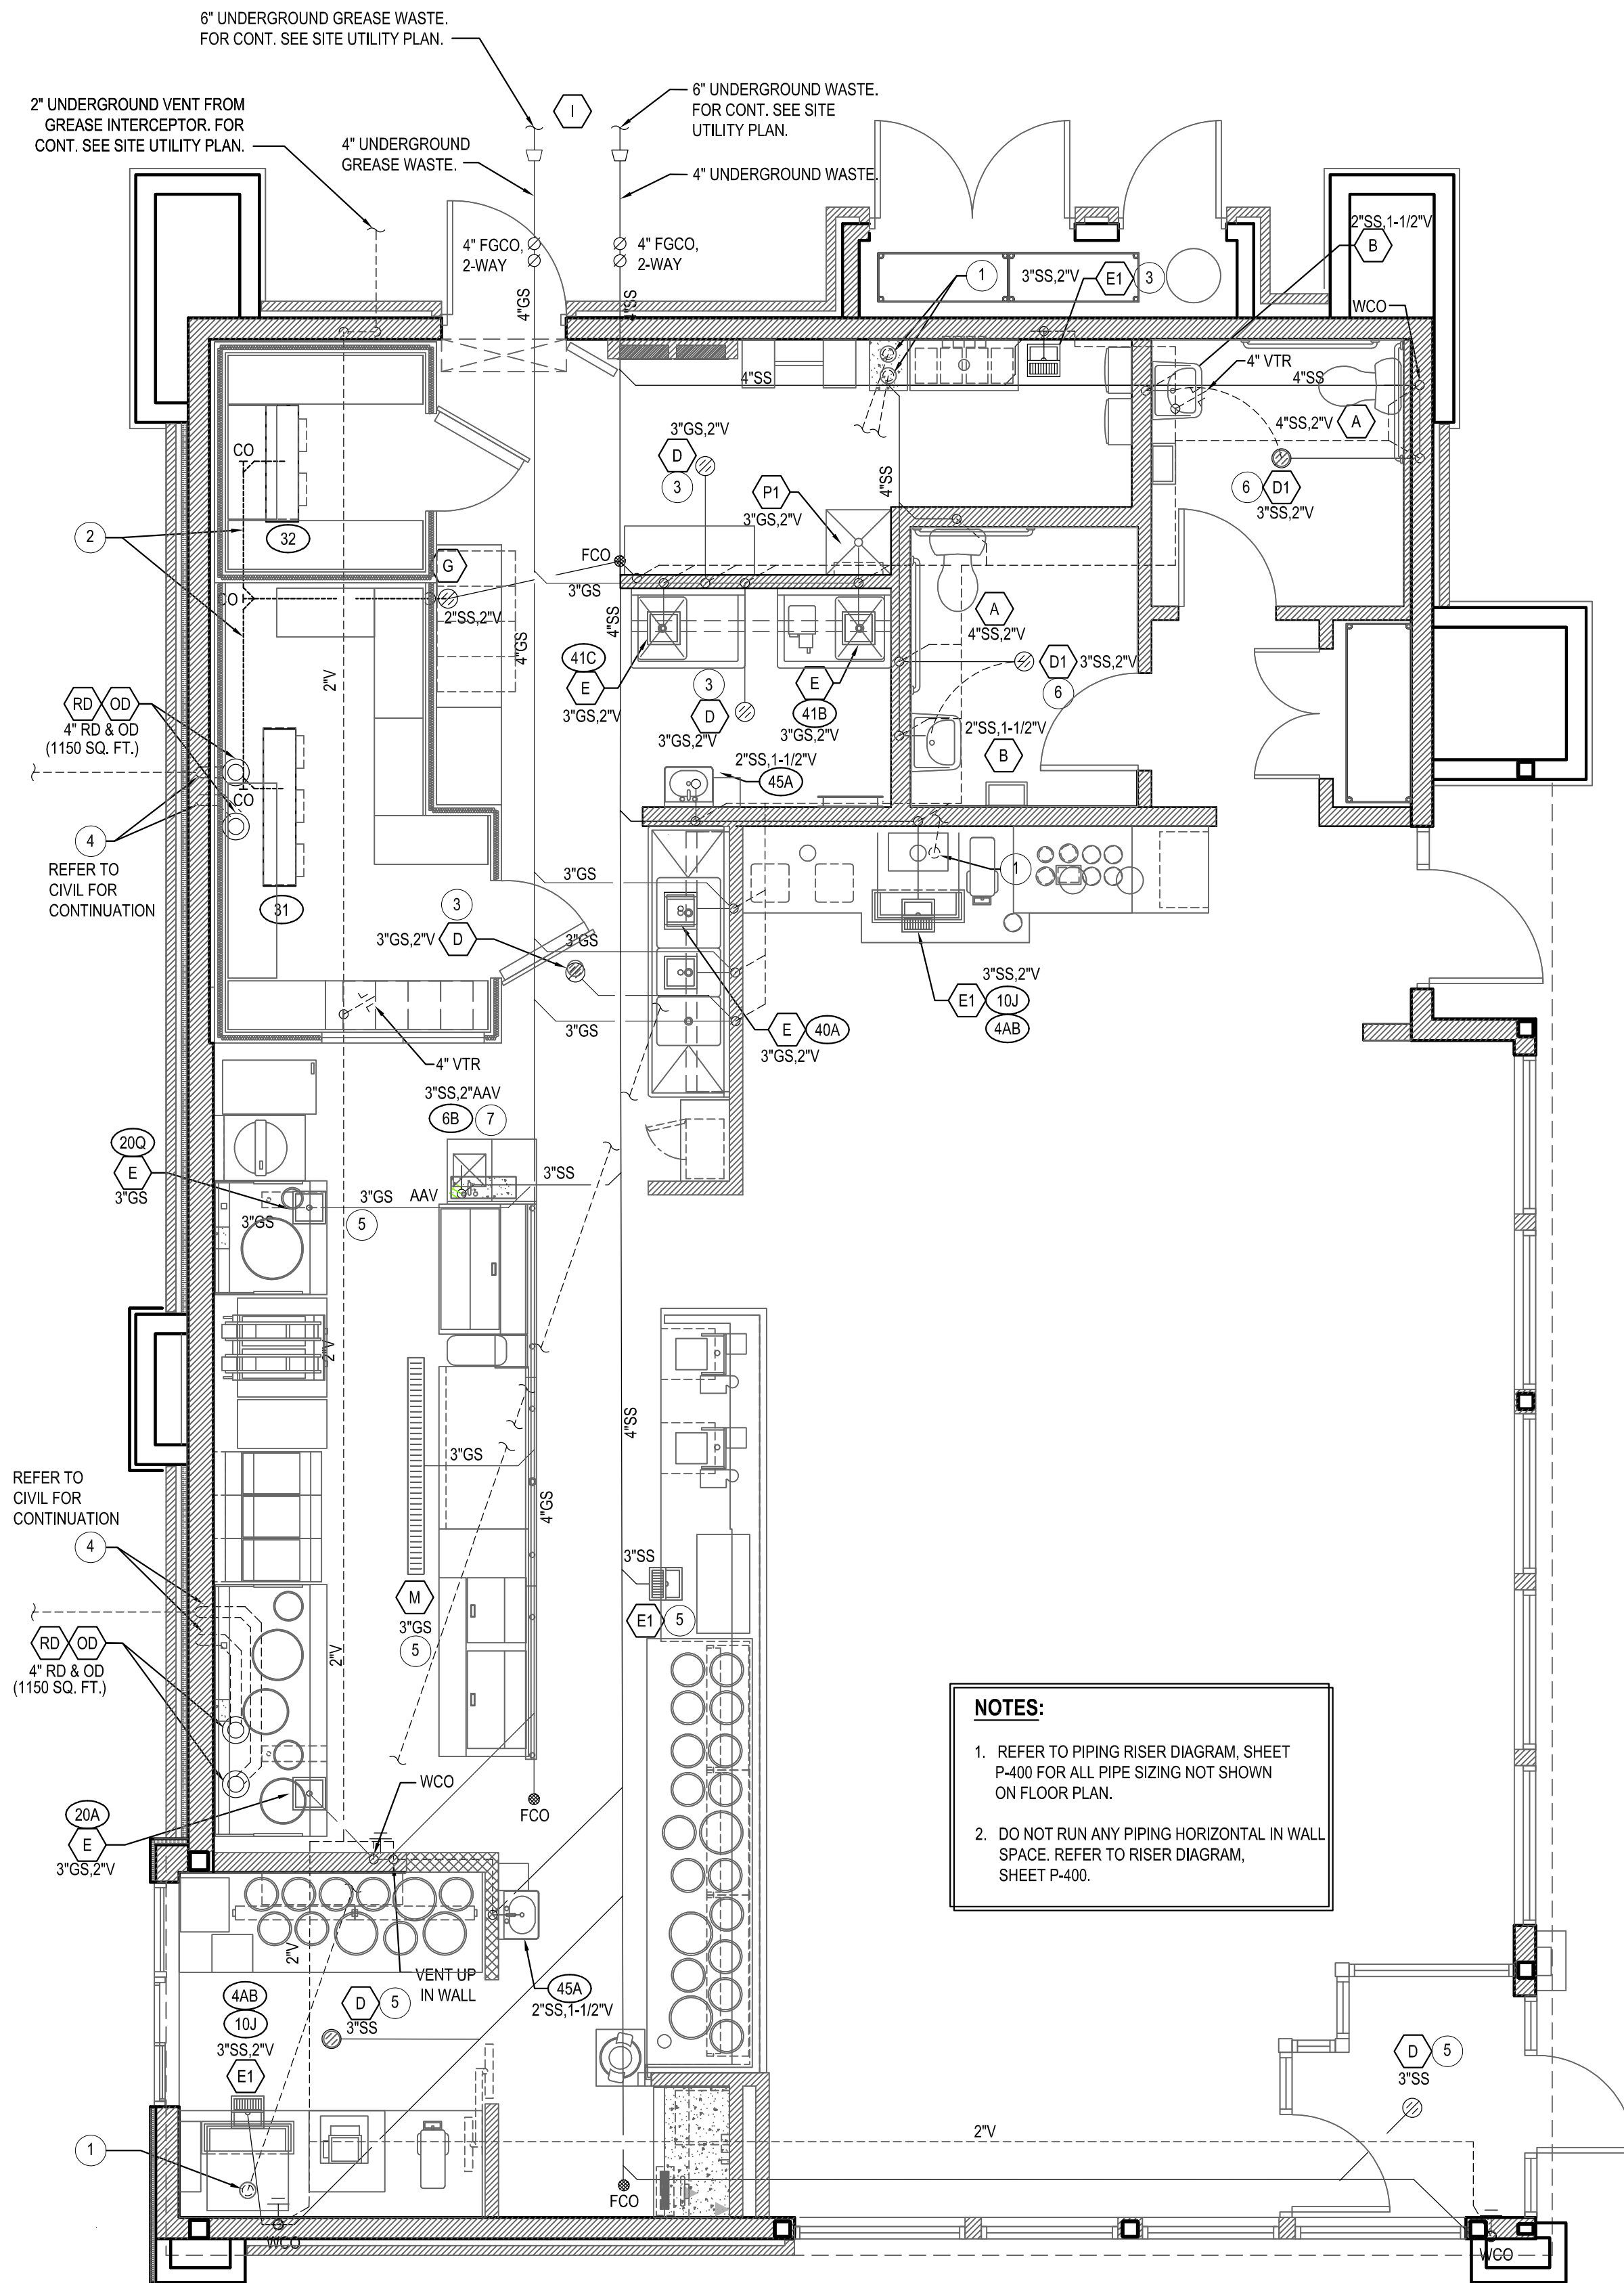 6" UNDERGROUND GREASE WASTE.
FOR CONT. SEE SITE UTILITY PLAN.
2" UNDERGROUND VENT FROM
GREASE INTERCEPTOR. FOR
CONT. SEE SITE UTILITY PLAN.
4" UNDERGROUND
GREASE WASTE.
I
6" UNDERGROUND WASTE.
FOR CONT. SEE SITE
UTILITY PLAN.
4" UNDERGROUND WASTE.
4" FGCO,
2-WAY
4" FGCO,
2-WAY
4"GS
4"SS
1
3"SS,2"V
E1
3
2"SS,1-1/2"V
B
WCO
4" VTR
4"SS
4"SS
4"SS,2"V
A
6
D1
3"SS,2"V
CO
2
32
3"GS,2"V
D
3
P1
3"GS,2"V
4"SS
G
FCO
3"GS
CO
2"SS,2"V
4"GS
4"SS
A
4"SS,2"V
D1
3"SS,2"V
6
41C
E
3"GS,2"V
3
D
3"GS,2"V
E
41B
3"GS,2"V
2"SS,1-1/2"V
B
2"V
RD
OD
4" RD & OD
(1150 SQ. FT.)
2"SS,1-1/2"V
45A
CO
4
REFER TO
CIVIL FOR
CONTINUATION
31
3"GS
1
3
3"GS,2"V
D
3"GS
3"GS
E
40A
3"GS,2"V
3"SS,2"V
E1
10J
4AB
4" VTR
3"SS,2"AAV
6B
7
20Q
E
3"GS
3"GS
AAV
3"SS
3"GS
5
2"V
4"SS
3"GS
4"GS
REFER TO
CIVIL FOR
CONTINUATION
4
3"SS
E1
5
M
3"GS
5
2"V
RD
OD
4" RD & OD
(1150 SQ. FT.)
NOTES:
1. REFER TO PIPING RISER DIAGRAM, SHEET
P-400 FOR ALL PIPE SIZING NOT SHOWN
ON FLOOR PLAN.
2. DO NOT RUN ANY PIPING HORIZONTAL IN WALL
SPACE. REFER TO RISER DIAGRAM,
SHEET P-400.
WCO
FCO
20A
E
3"GS,2"V
2"V
VENT UP
IN WALL
45A
2"SS,1-1/2"V
4AB
10J
3"SS,2"V
E1
D
5
3"SS
D
5
3"SS
1
2"V
FCO
WCO
WCO